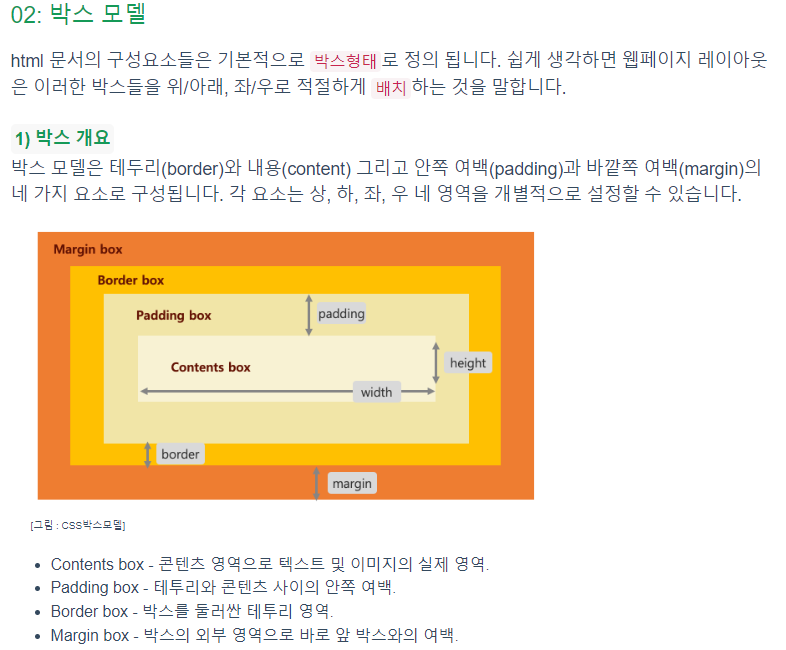 02: 박스 모델
html 문서의 구성요소들은 기본적으로 박스형태로 정의 됩니다. 쉽게 생각하면 웹페이지 레이아웃
은 이러한 박스들을 위/아래, 좌/우로 적절하게 배치하는 것을 말합니다.
1) 박스 개요
박스 모델은 테두리(border)와 내용(content) 그리고 안쪽 여백(padding)과 바깥쪽 여백(margin)의
네 가지 요소로 구성됩니다. 각 요소는 상, 하, 좌, 우 네 영역을 개별적으로 설정할 수 있습니다.
Margin box
Border box
Padding box
padding
Contents box
height
width
border
margin
[그림 : CSS박스모델]
Contents box - 콘텐츠 영역으로 텍스트 및 이미지의 실제 영역.
Padding box - 테투리와 콘텐츠 사이의 안쪽 여백.
Border box - 박스를 둘러싼 테투리 영역.
Margin box - 박스의 외부 영역으로 바로 앞 박스와의 여백.